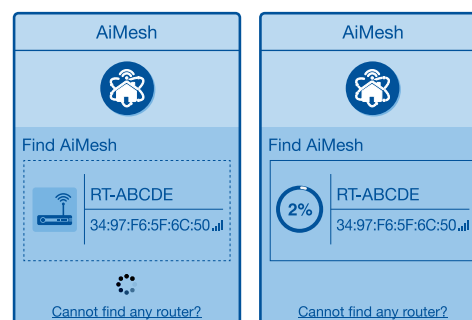 AiMesh
Find AiMesh
RT-ABCDE
34:97:F6:5F:6C:50
Cannot find any router?
AiMesh
Find AiMesh
2%
RT-ABCDE
34:97:F6:5F:6C:50
Cannot find any router?